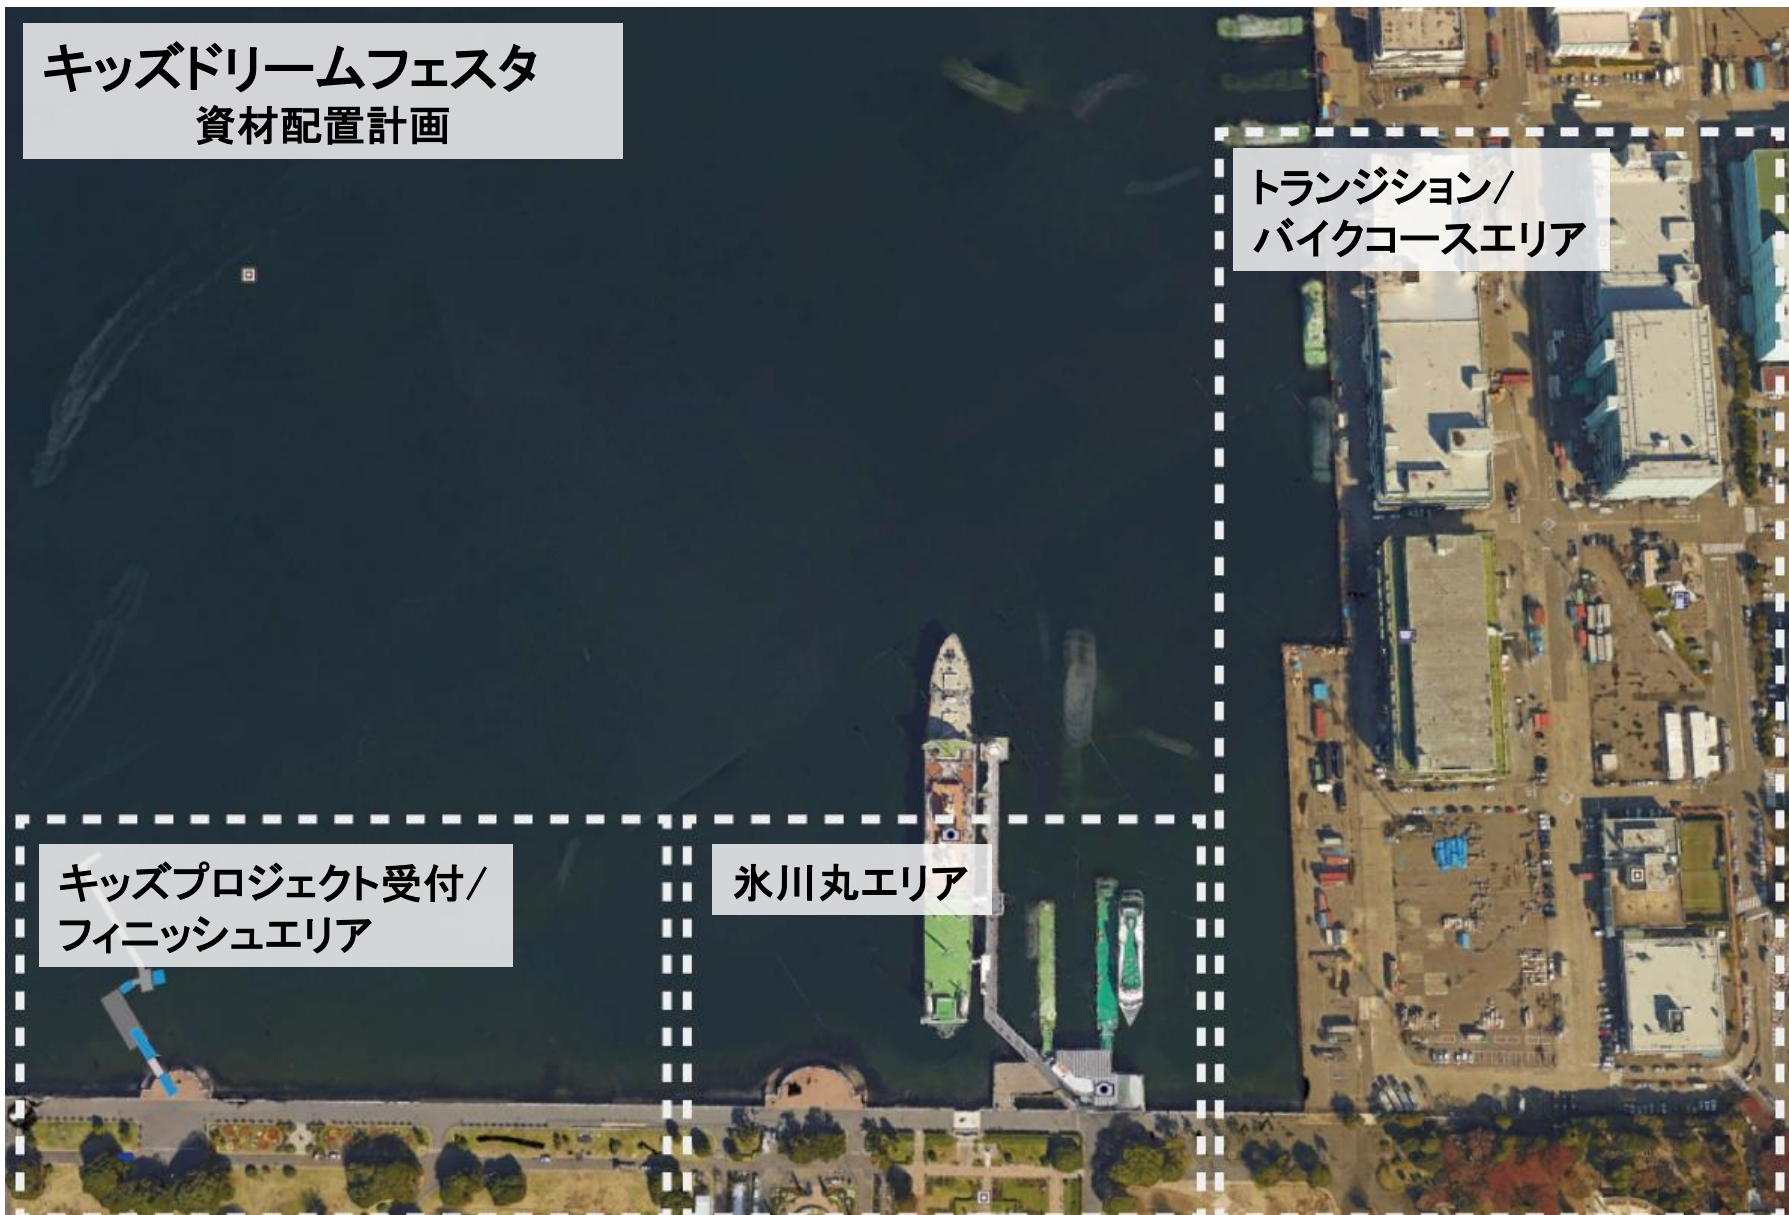 キッズドリームフェスタ
資材配置計画
トランジション/
バイクコースエリア
キッズプロジェクト受付/
フィニッシュエリア
氷川丸エリア